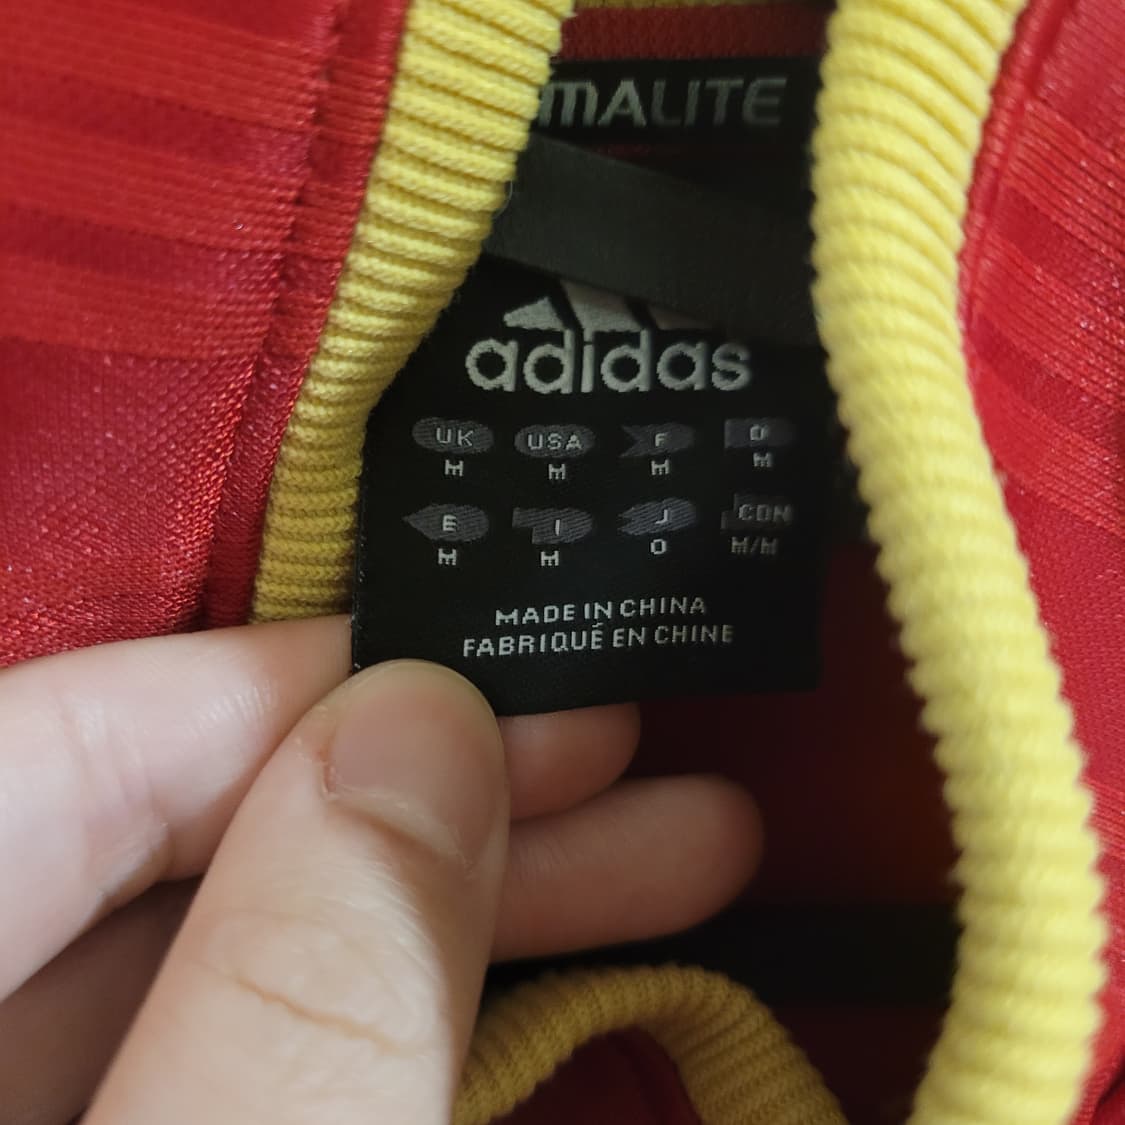 MALITE
adidas
UK USA F D
M M M M
E I J CDN
M M O M/M
MADE IN CHINA
FABRIQUÉ EN CHINE